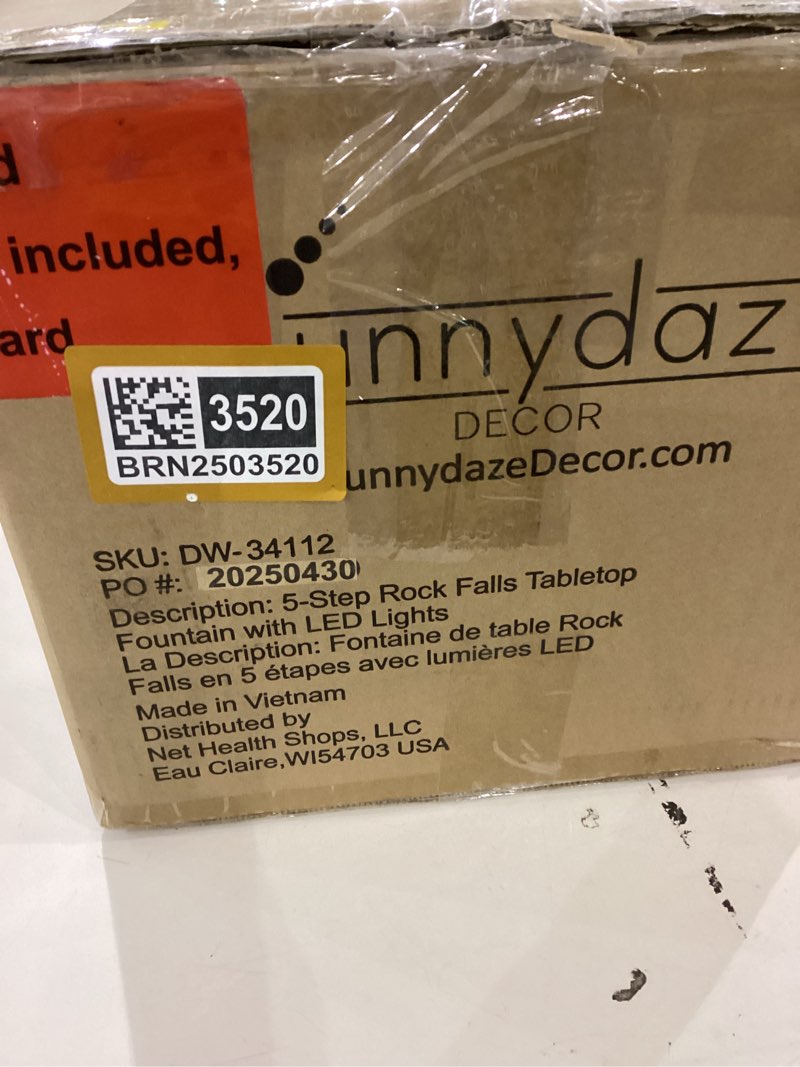 included,
ard
unnydaz
DECOR
unnydazeDecor.com
3520
BRN2503520
SKU: DW-34112
PO #: 20250430
Description: 5-Step Rock Falls Tabletop
Fountain with LED Lights
La Description: Fontaine de table Rock
Falls en 5 étapes avec lumières LED
Made in Vietnam
Distributed by
Net Health Shops, LLC
Eau Claire,WI54703 USA